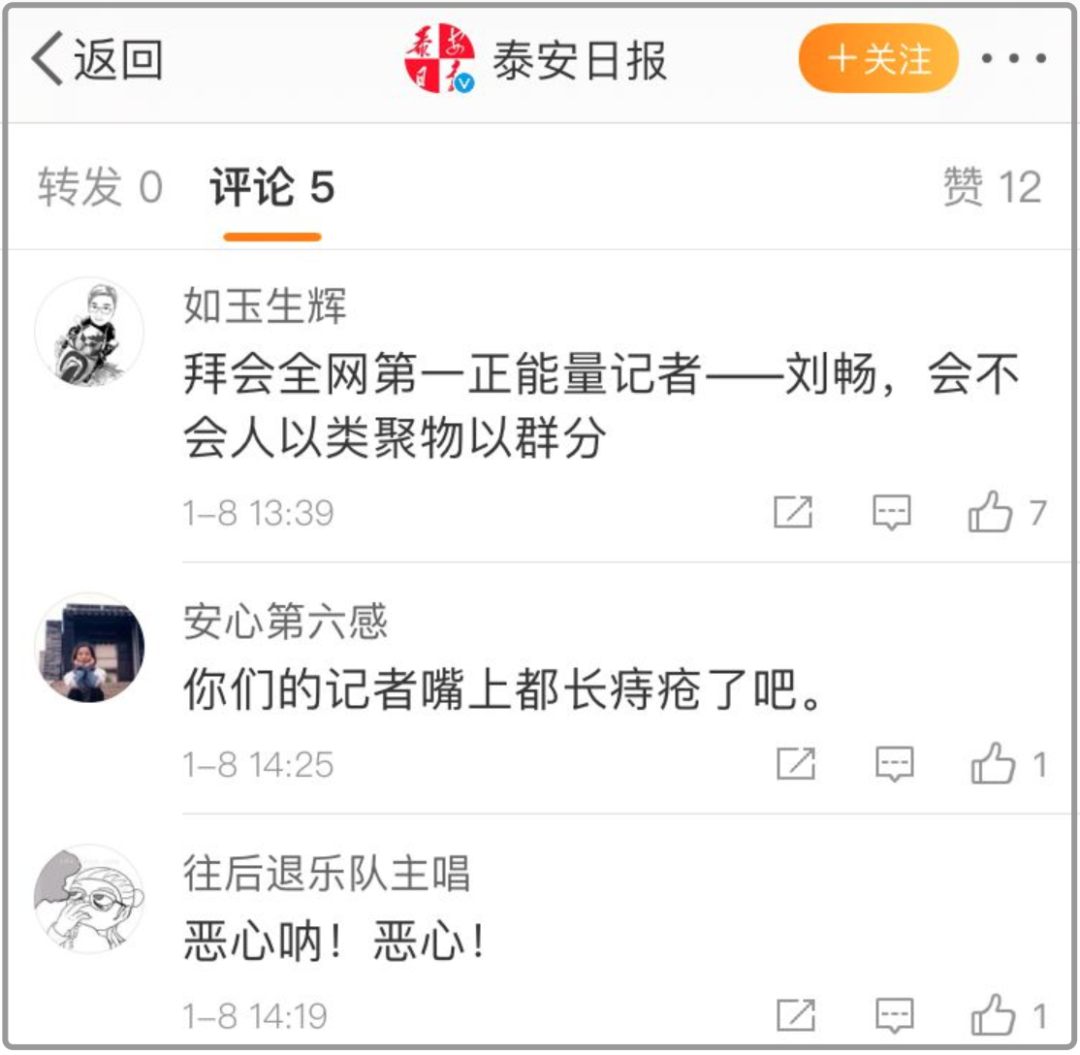 返回
泰安日报
泰安日报
+关注
转发 0 评论 5 赞 12
如玉生辉
拜会全网第一正能量记者——刘畅，会不
会人以类聚物以群分
1-8 13:39
7
安心第六感
你们的记者嘴上都长痔疮了吧。
1-8 14:25
1
往后退乐队主唱
恶心呐！恶心！
1-8 14:19
1